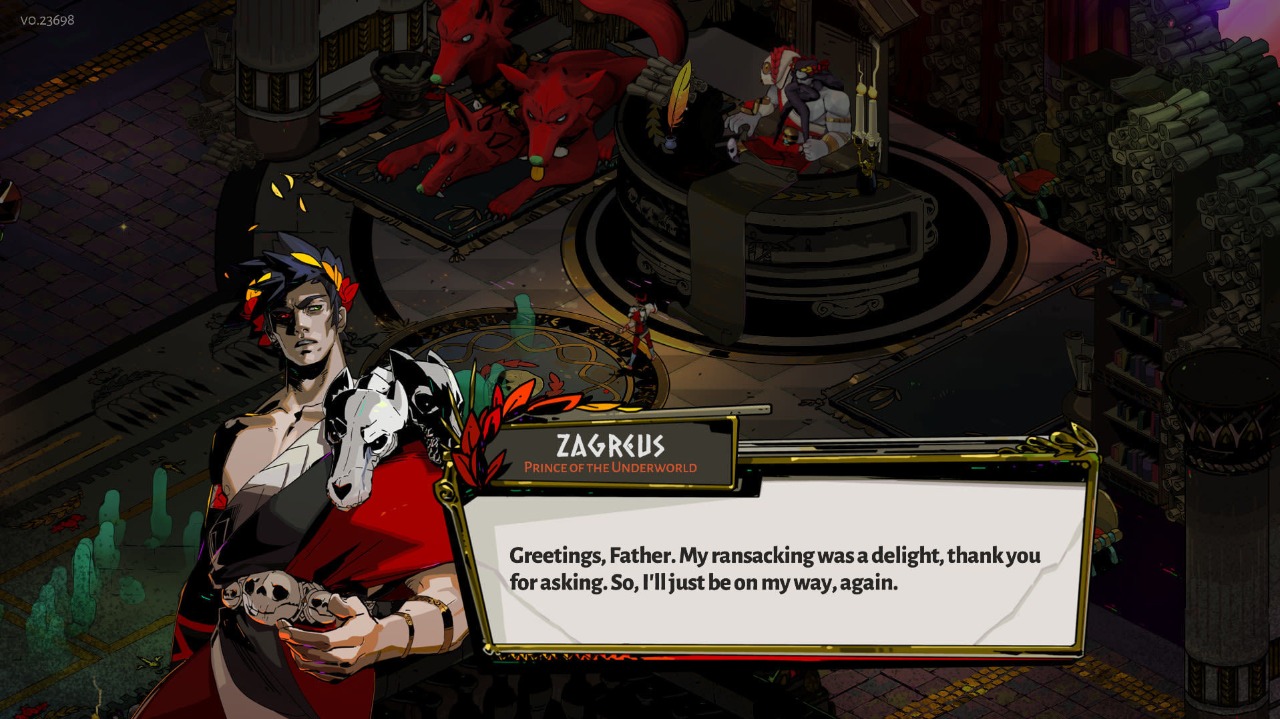 V0.23698
ZAGREUS
PRINCE OF THE UNDERWORLD
Greetings, Father. My ransacking was a delight, thank you
for asking. So, I'll just be on my way, again.